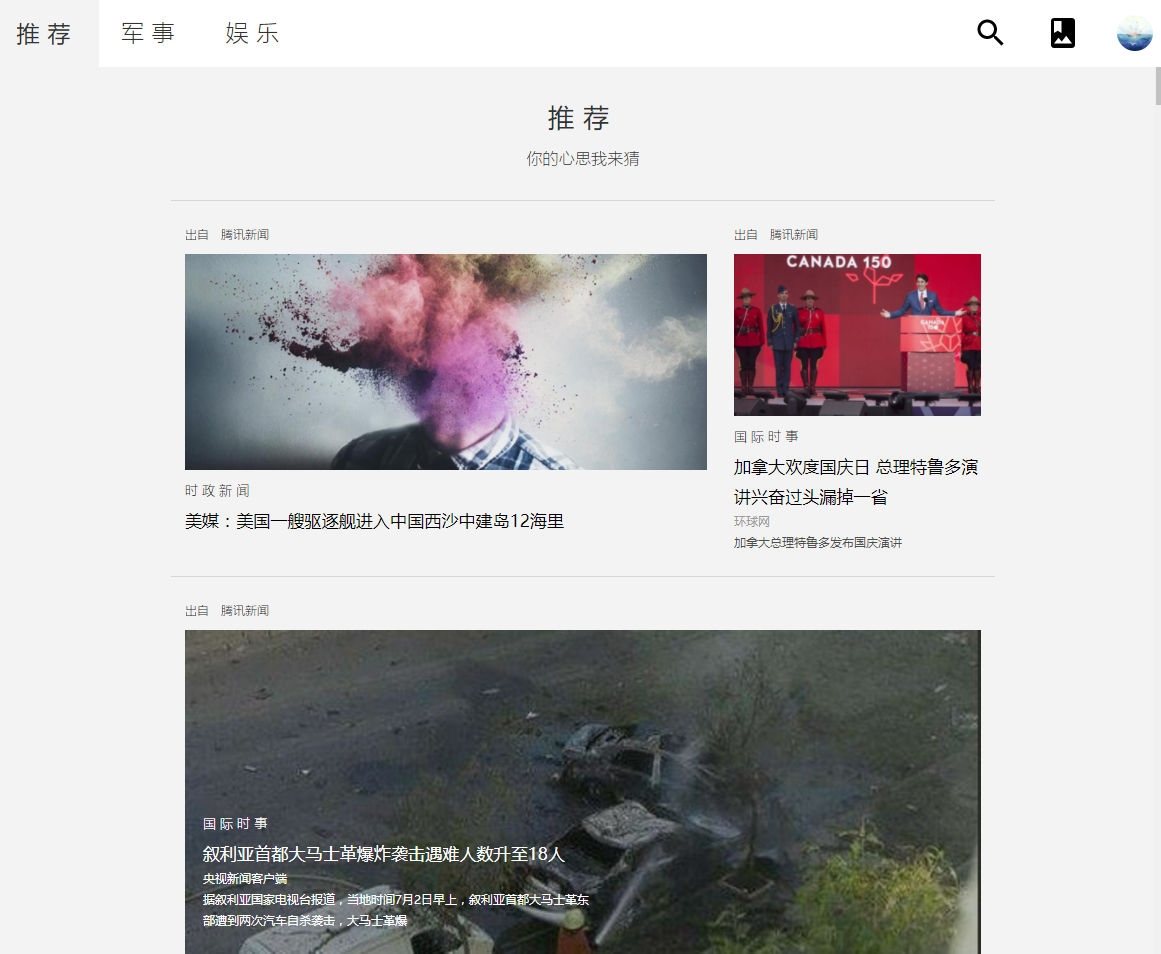 推荐
军事
娱乐
推荐
你的心思我来猜
出自 腾讯新闻
时政新闻
美媒：美国一艘驱逐舰进入中国西沙中建岛12海里
出自 腾讯新闻
CANADA 150
CANADA
150
国际时事
加拿大欢度国庆日 总理特鲁多演
讲兴奋过头漏掉一省
环球网
加拿大总理特鲁多发布国庆演讲
出自 腾讯新闻
国际时事
叙利亚首都大马士革爆炸袭击遇难人数升至18人
央视新闻客户端
据叙利亚国家电视台报道，当地时间7月2日早上，叙利亚首都大马士革东
部遭到两次汽车自杀袭击，大马士革爆